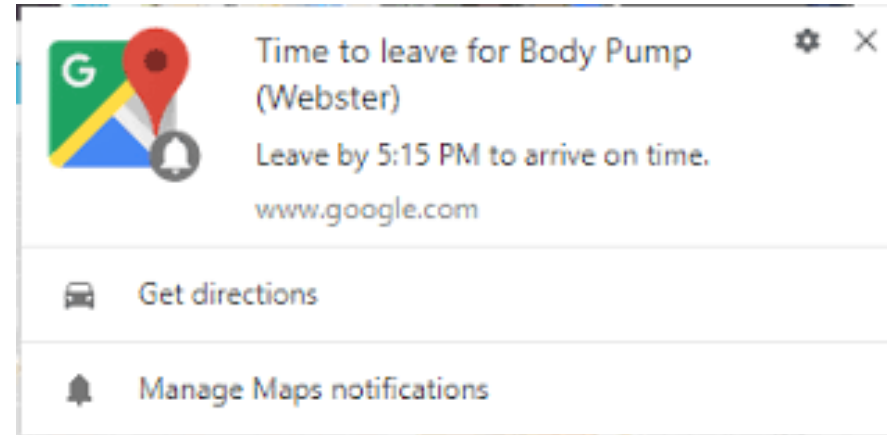 G
Time to leave for Body Pump
(Webster)
Leave by 5:15 PM to arrive on time.
www.google.com
Get directions
Manage Maps notifications